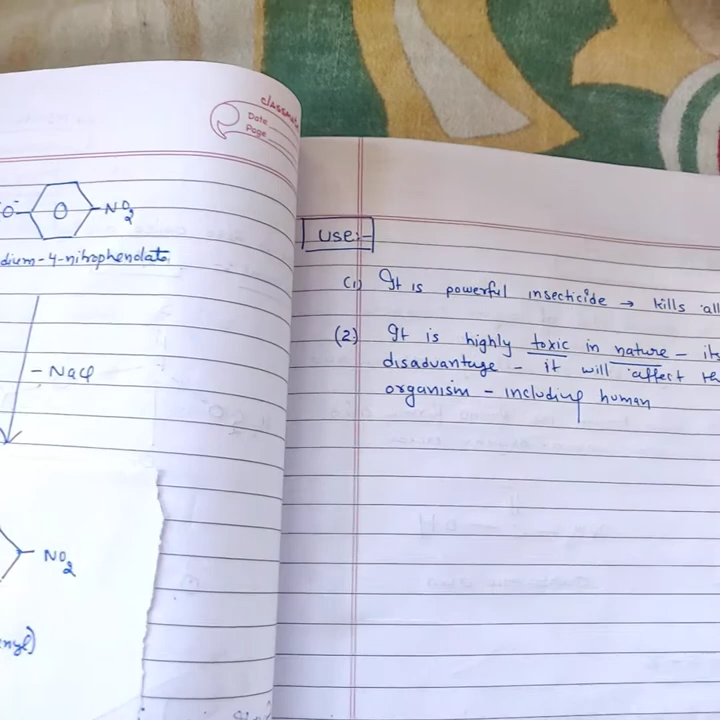 classmate
Date
Page
O⁻ NO2
dium-4-nitrophenolate
- NaCl
NO2
enyl)
Use:-
(1) It is powerful insecticide → kills all
(2) It is highly toxic in nature - its
disadvantage - it will affect the
organism - including human